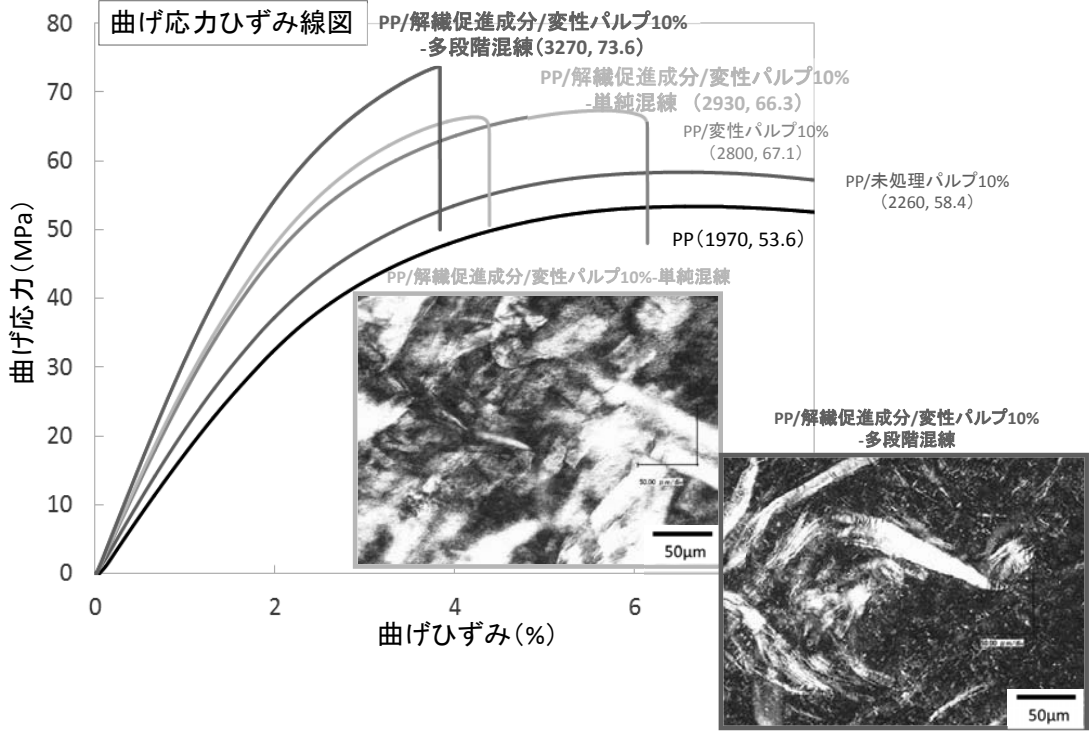 曲げ応力ひずみ線図
PP/解繊促進成分/変性パルプ10%
-多段階混練(3270, 73.6)
PP/解繊促進成分/変性パルプ10%
-単純混練 (2930, 66.3)
PP/変性パルプ10%
(2800, 67.1)
PP/未処理パルプ10%
(2260, 58.4)
PP(1970, 53.6)
曲げ応力(MPa)
80
70
60
50
40
30
20
10
0
0
2
4
6
曲げひずみ(%)
PP/解繊促進成分/変性パルプ10%-単純混練
50.00 μm/div
50μm
PP/解繊促進成分/変性パルプ10%
-多段階混練
50μm